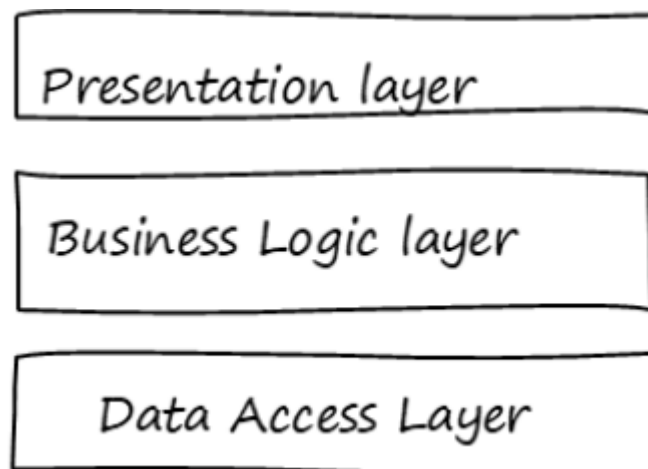 Presentation layer
Business Logic layer
Data Access Layer